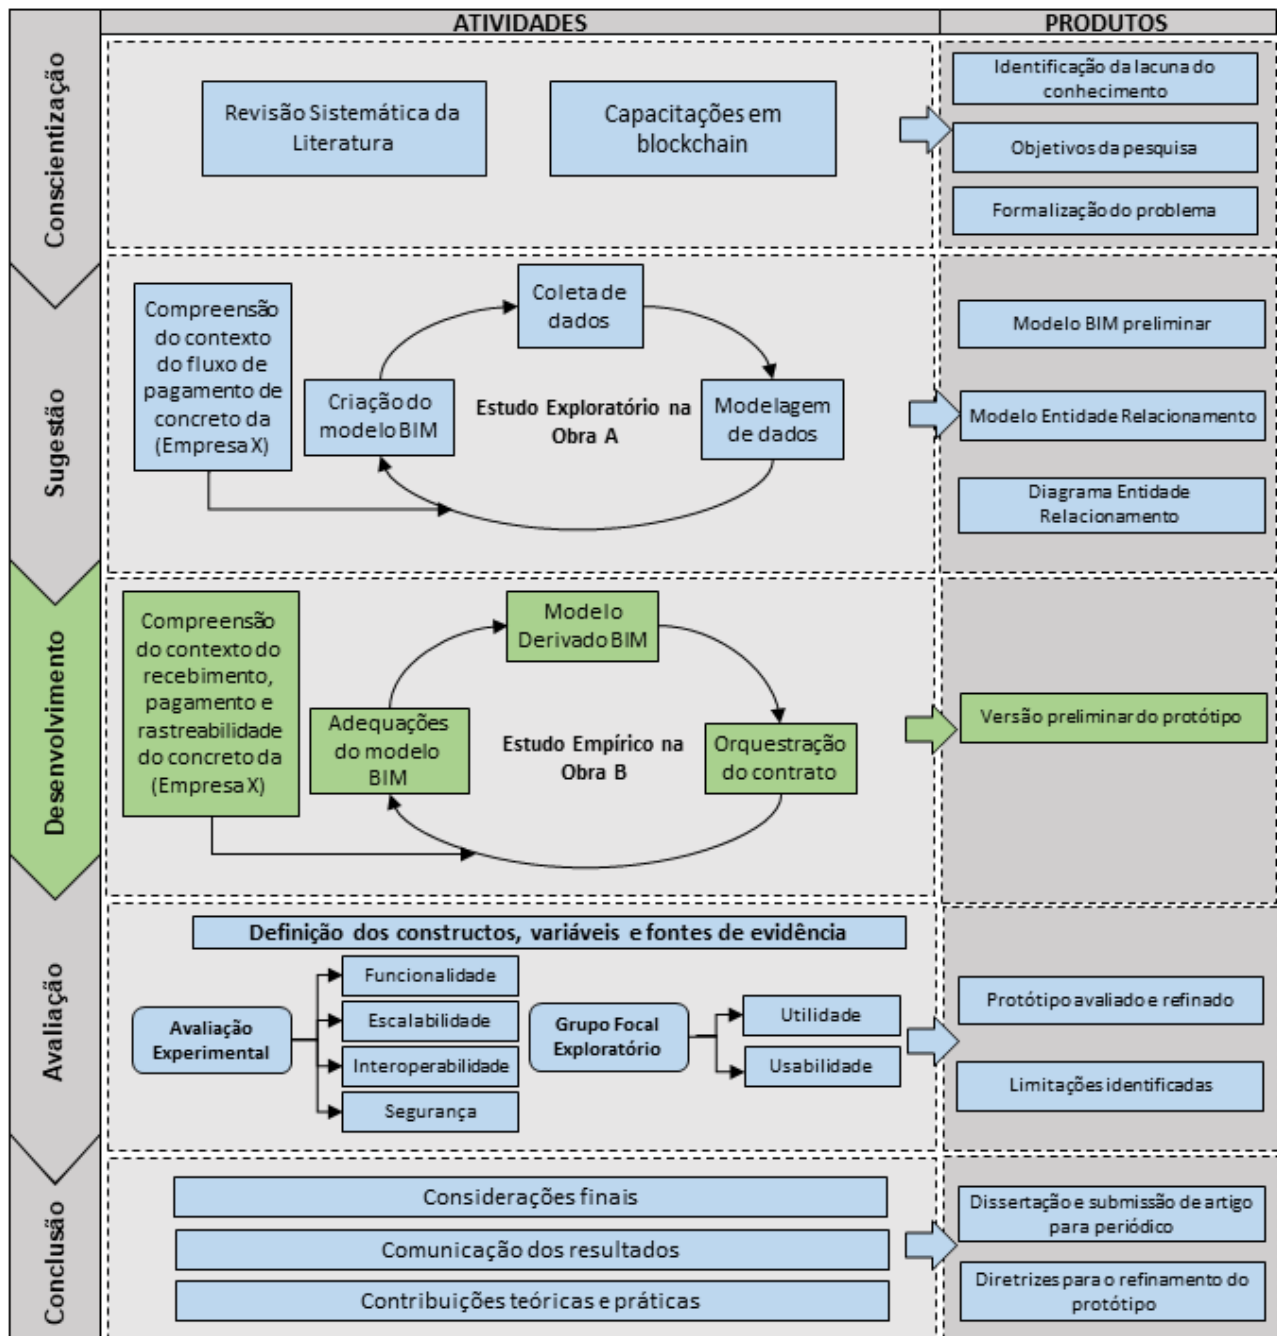 ATIVIDADES
PRODUTOS
Conscientização
Revisão Sistemática da
Literatura
Capacitações em
blockchain
Identificação da lacuna do
conhecimento
Objetivos da pesquisa
Formalização do problema
Sugestão
Compreensão
do contexto
do fluxo de
pagamento de
concreto da
(Empresa X)
Coleta de
dados
Criação do
modelo BIM
Estudo Exploratório na
Obra A
Modelagem
de dados
Modelo BIM preliminar
Modelo Entidade Relacionamento
Diagrama Entidade
Relacionamento
Desenvolvimento
Compreensão
do contexto do
recebimento,
pagamento e
rastreabilidade
do concreto da
(Empresa X)
Modelo
Derivado BIM
Adequações
do modelo
BIM
Estudo Empírico na
Obra B
Orquestração
do contrato
Versão preliminar do protótipo
Avaliação
Definição dos constructos, variáveis e fontes de evidência
Avaliação
Experimental
Funcionalidade
Escalabilidade
Interoperabilidade
Segurança
Grupo Focal
Exploratório
Utilidade
Usabilidade
Protótipo avaliado e refinado
Limitações identificadas
Conclusão
Considerações finais
Comunicação dos resultados
Contribuições teóricas e práticas
Dissertação e submissão de artigo
para periódico
Diretrizes para o refinamento do
protótipo